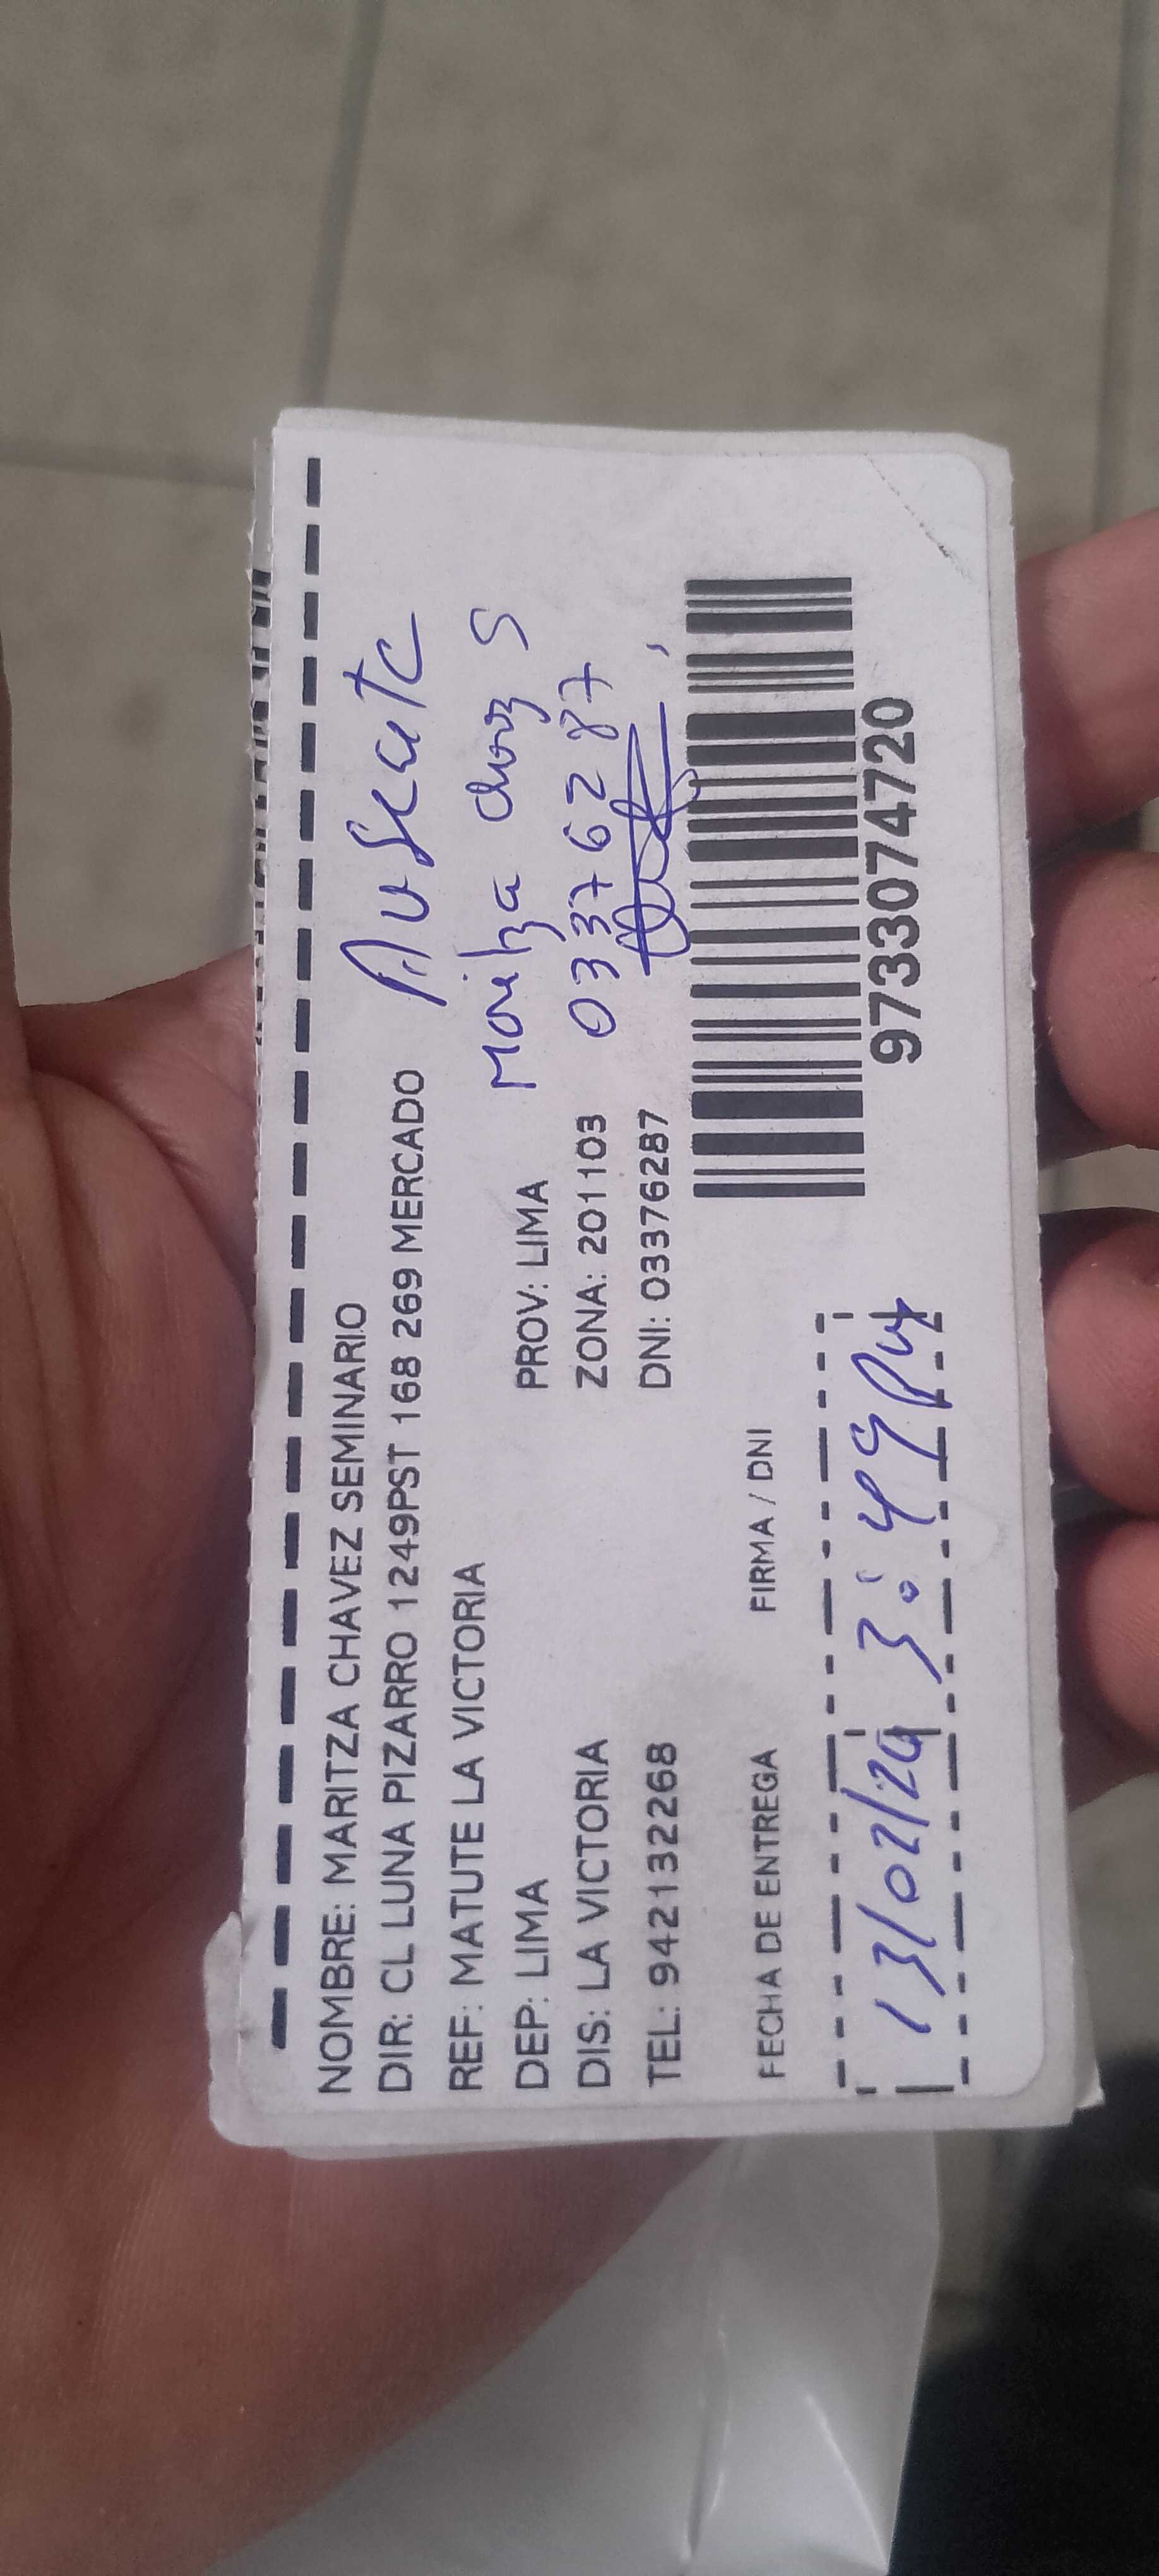 NOMBRE: MARITZA CHAVEZ SEMINARIO
DIR: CL LUNA PIZARRO 1249PST 168 269 MERCADO
REF: MATUTE LA VICTORIA
DEP: LIMA PROV: LIMA
DIS: LA VICTORIA ZONA: 201103
TEL: 942132268 DNI: 03376287
Ausente
Maritza chavz S
03376287
FECHA DE ENTREGA FIRMA / DNI
13/02/24 3:49 PM
9733074720